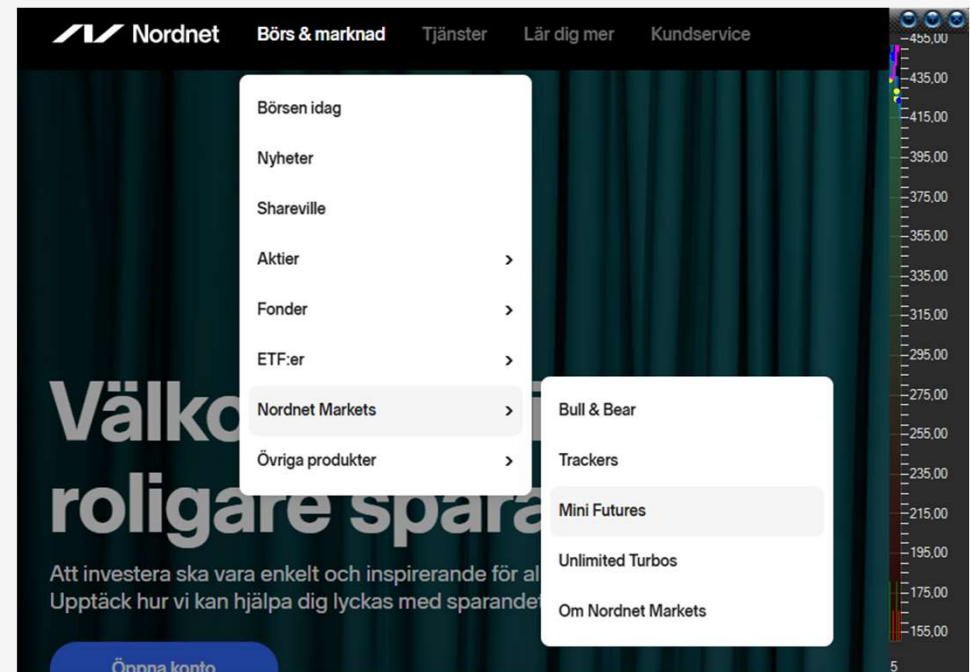 Nordnet Börs & marknad Tjänster Lär dig mer Kundservice
Börsen idag
Nyheter
Shareville
Aktier
Fonder
ETF:er
Nordnet Markets
Övriga produkter
Bull & Bear
Trackers
Mini Futures
Unlimited Turbos
Om Nordnet Markets
roligare
Att investera ska vara enkelt och inspirerande för
Upptäck hur vi kan hjälpa dig lyckas med sparandet
Öppna konto
455,00
435,00
415,00
395,00
375,00
355,00
335,00
315,00
295,00
275,00
255,00
235,00
215,00
195,00
175,00
155,00
5